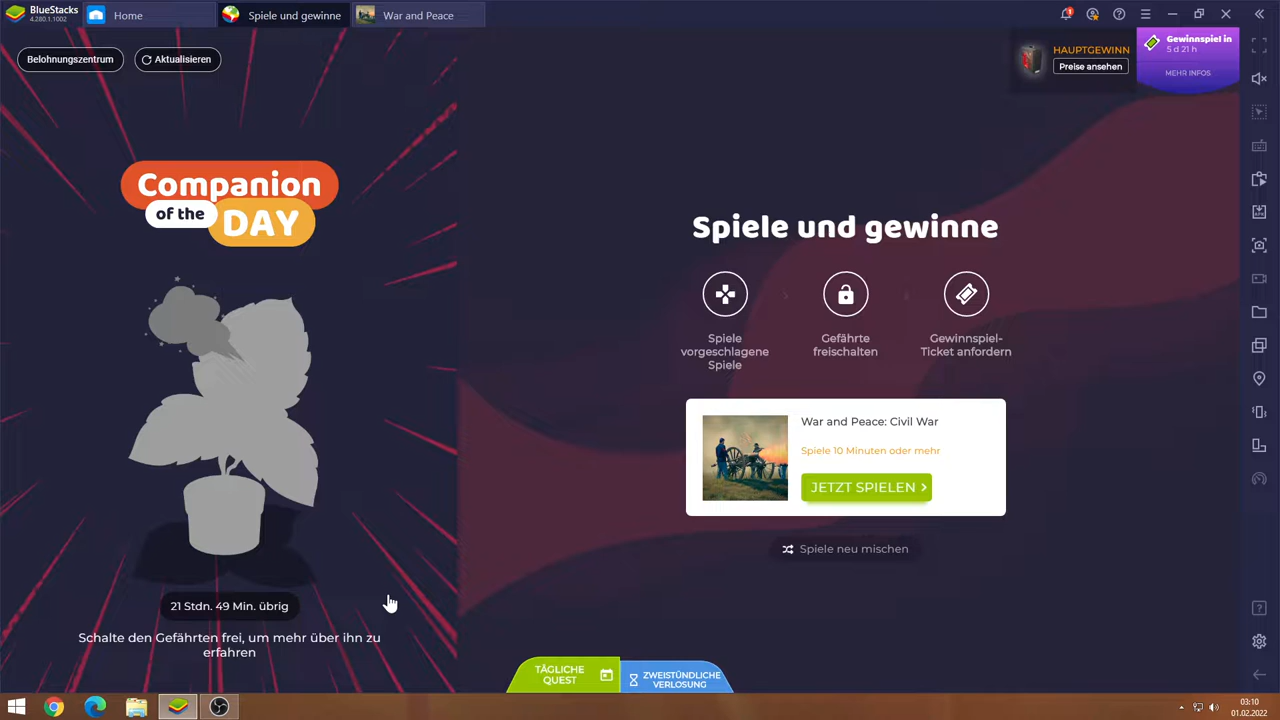 BlueStacks
4.280.1.1002
Home
Spiele und gewinne
War and Peace
1
Belohnungszentrum
Aktualisieren
HAUPTGEWINN
Preise ansehen
Gewinnspiel in
5 d 21 h
MEHR INFOS
Companion
of the
DAY
21 Stdn. 49 Min. übrig
Schalte den Gefährten frei, um mehr über ihn zu
erfahren
Spiele und gewinne
Spiele
vorgeschlagene
Spiele
Gefährte
freischalten
Gewinnspiel-
Ticket anfordern
War and Peace: Civil War
Spiele 10 Minuten oder mehr
JETZT SPIELEN
Spiele neu mischen
TÄGLICHE
QUEST
ZWEISTÜNDLICHE
VERLOSUNG
03:10
01.02.2022